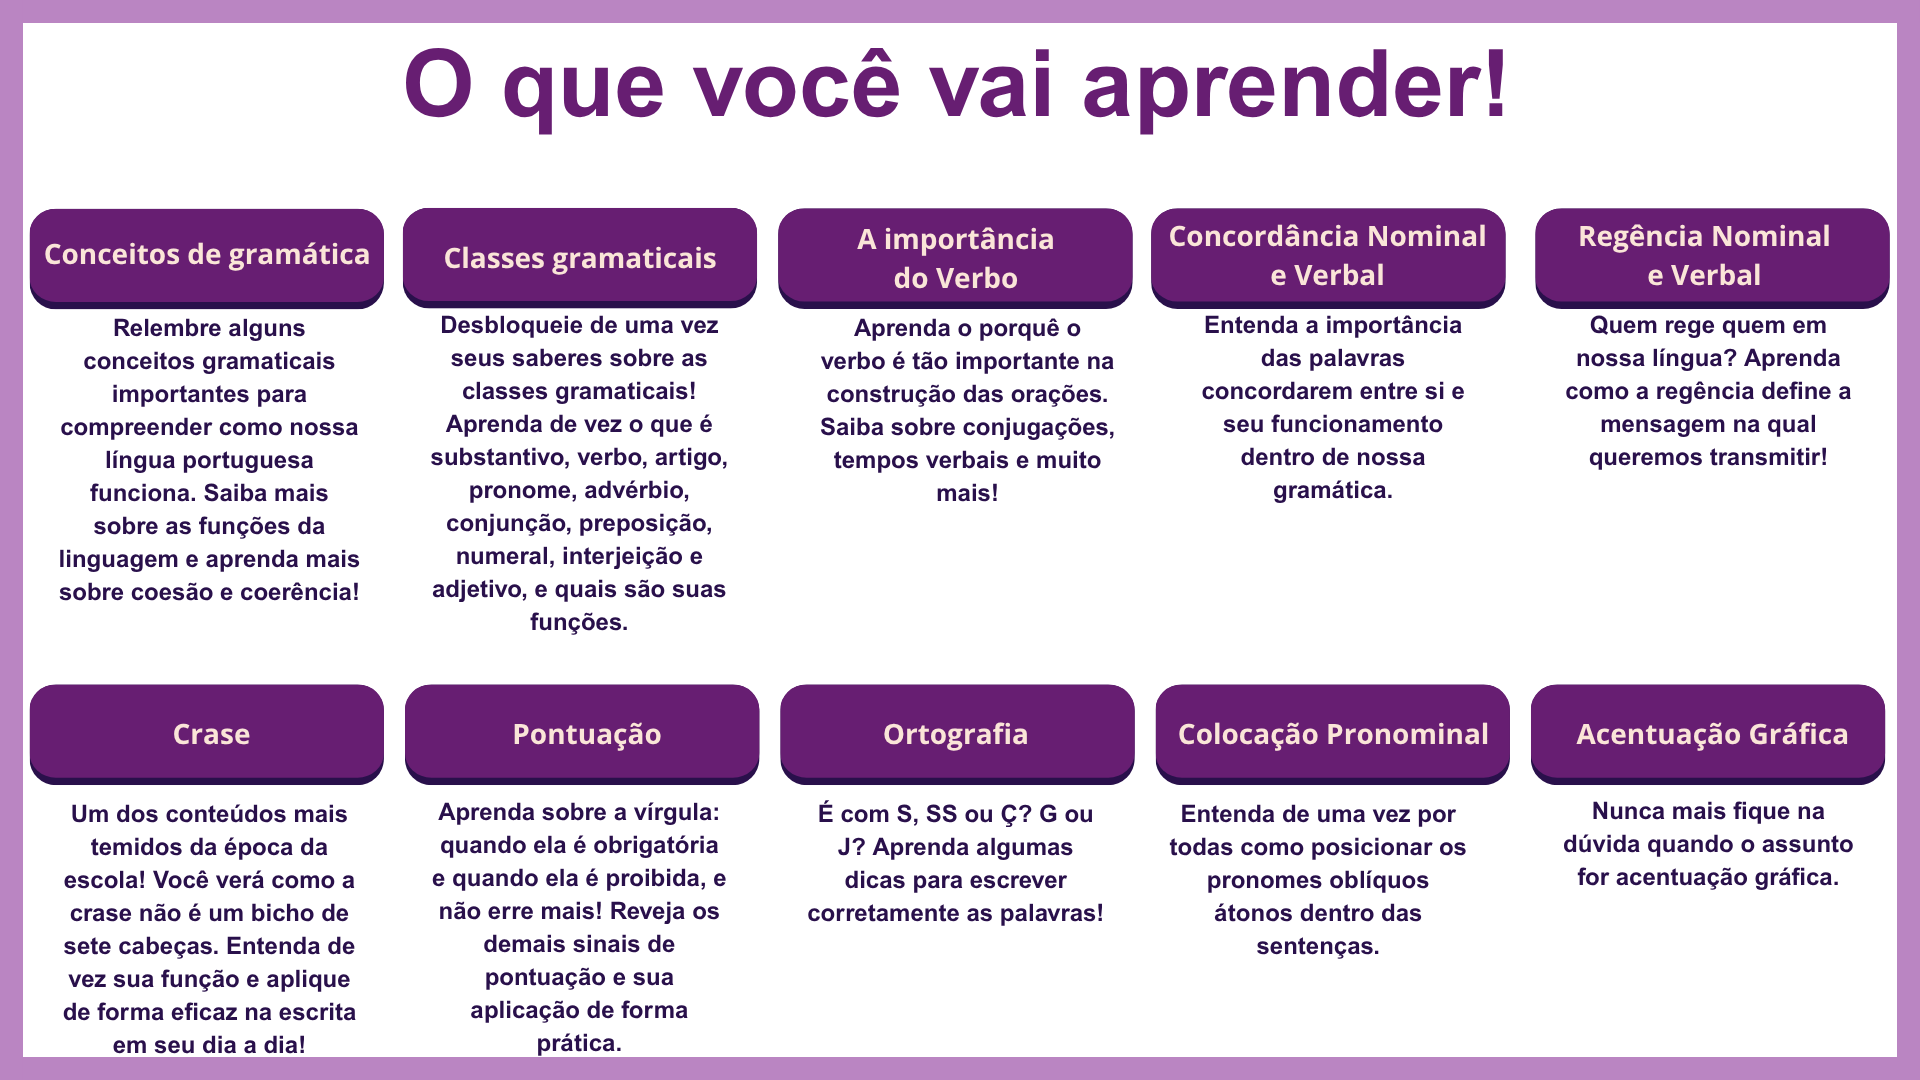 O que você vai aprender!
Conceitos de gramática
Relembre alguns
conceitos gramaticais
importantes para
compreender como nossa
língua portuguesa
funciona. Saiba mais
sobre as funções da
linguagem e aprenda mais
sobre coesão e coerência!
Classes gramaticais
Desbloqueie de uma vez
seus saberes sobre as
classes gramaticais!
Aprenda de vez o que é
substantivo, verbo, artigo,
pronome, advérbio,
conjunção, preposição,
numeral, interjeição e
adjetivo, e quais são suas
funções.
A importância
do Verbo
Aprenda o porquê o
verbo é tão importante na
construção das orações.
Saiba sobre conjugações,
tempos verbais e muito
mais!
Concordância Nominal
e Verbal
Entenda a importância
das palavras
concordarem entre si e
seu funcionamento
dentro de nossa
gramática.
Regência Nominal
e Verbal
Quem rege quem em
nossa língua? Aprenda
como a regência define a
mensagem na qual
queremos transmitir!
Crase
Um dos conteúdos mais
temidos da época da
escola! Você verá como a
crase não é um bicho de
sete cabeças. Entenda de
vez sua função e aplique
de forma eficaz na escrita
em seu dia a dia!
Pontuação
Aprenda sobre a vírgula:
quando ela é obrigatória
e quando ela é proibida, e
não erre mais! Reveja os
demais sinais de
pontuação e sua
aplicação de forma
prática.
Ortografia
É com S, SS ou Ç? G ou
J? Aprenda algumas
dicas para escrever
corretamente as palavras!
Colocação Pronominal
Entenda de uma vez por
todas como posicionar os
pronomes oblíquos
átonos dentro das
sentenças.
Acentuação Gráfica
Nunca mais fique na
dúvida quando o assunto
for acentuação gráfica.